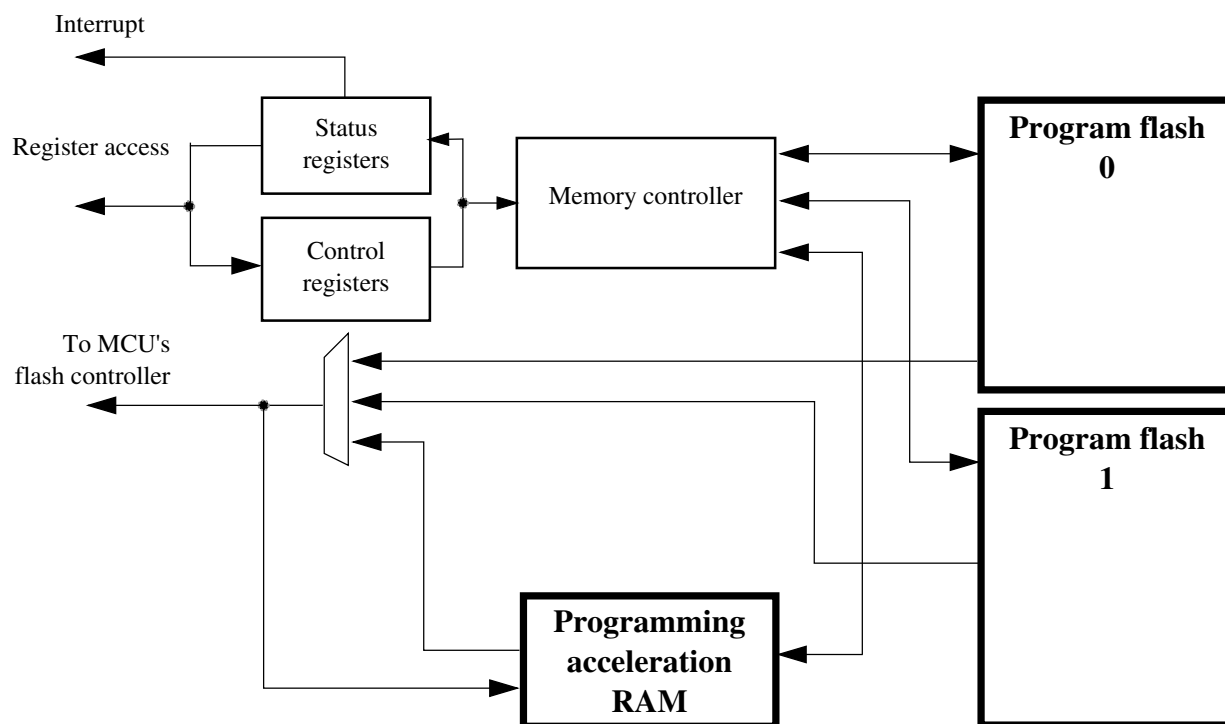 Interrupt
Status
registers
Register access
Control
registers
Memory controller
Program flash
0
To MCU's
flash controller
Program flash
1
Programming
acceleration
RAM